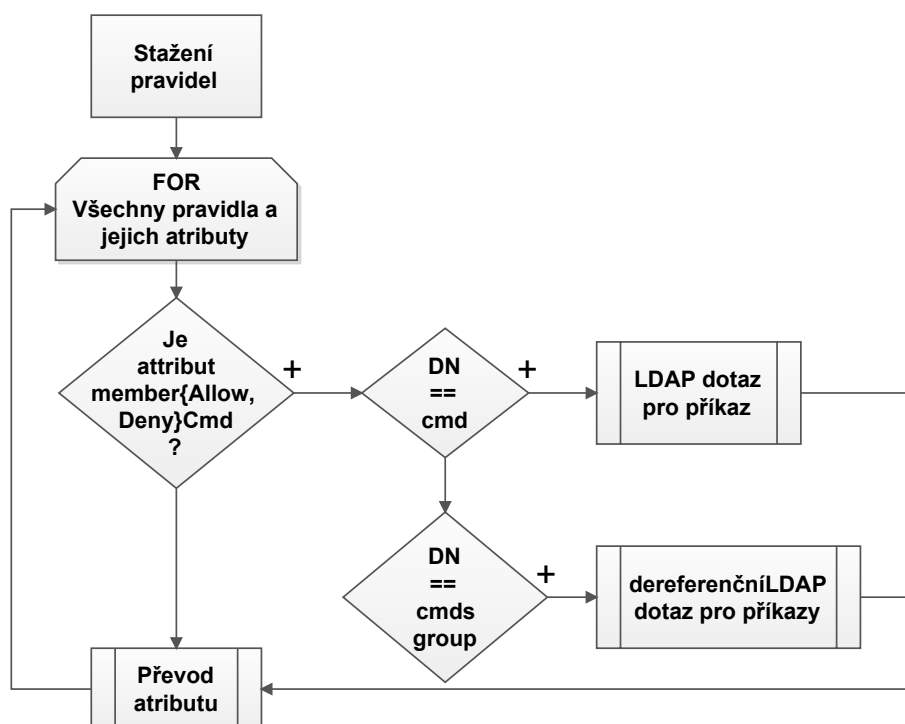 Stažení
pravidel
FOR
Všechny pravidla a
jejich atributy
Je
attribut
member{Allow,
Deny}Cmd
?
+
DN
==
cmd
+
LDAP dotaz
pro příkaz
DN
==
cmds
group
+
dereferenčníLDAP
dotaz pro příkazy
Převod
atributu